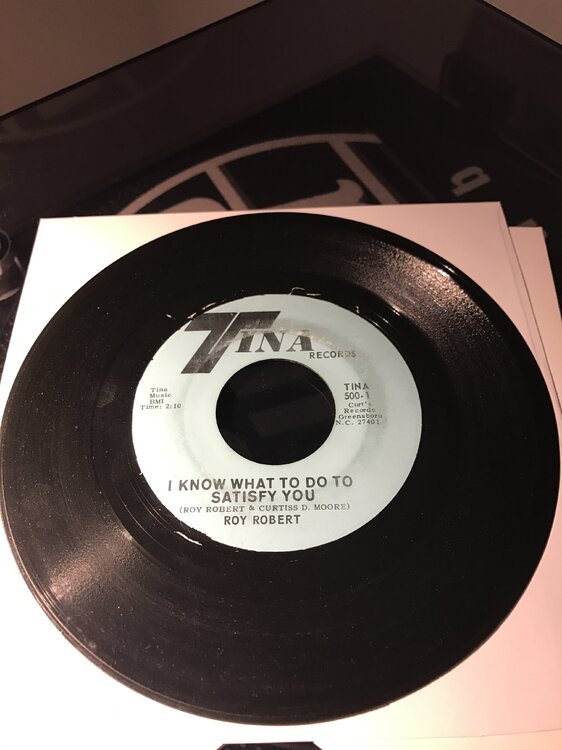 TINA
RECORDS
Tina
Music
BMI
Time: 2:10
TINA
500-1
Curt's
Records
Greensboro
N.C. 27401
I KNOW WHAT TO DO TO
SATISFY YOU
(ROY ROBERT & CURTISS D. MOORE)
ROY ROBERT